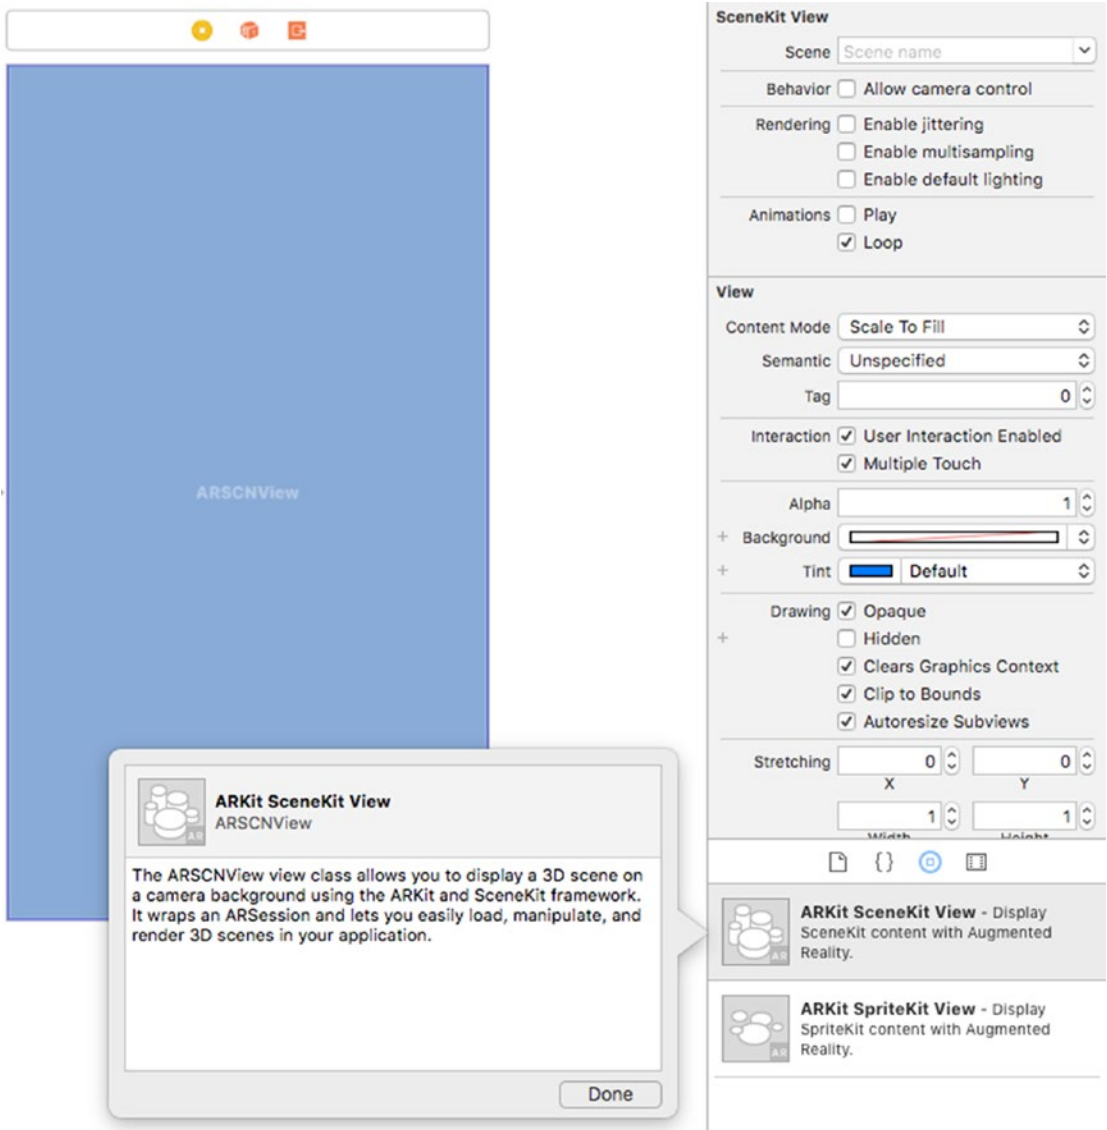 SceneKit View
Scene Scene name
Behavior Allow camera control
Rendering Enable jittering
Enable multisampling
Enable default lighting
Animations Play
Loop
View
Content Mode Scale To Fill
Semantic Unspecified
Tag 0
Interaction User Interaction Enabled
Multiple Touch
ARSCNView
Alpha 1
+ Background
+ Tint Default
Drawing Opaque
+ Hidden
Clears Graphics Context
Clip to Bounds
Autoresize Subviews
Stretching 0 0
X Y
1 1
Width Height
ARKit SceneKit View
ARSCNView
AR
The ARSCNView view class allows you to display a 3D scene on
a camera background using the ARKit and SceneKit framework.
It wraps an ARSession and lets you easily load, manipulate, and
render 3D scenes in your application.
Done
{}
ARKit SceneKit View - Display
SceneKit content with Augmented
Reality.
AR
ARKit SpriteKit View - Display
SpriteKit content with Augmented
Reality.
AR